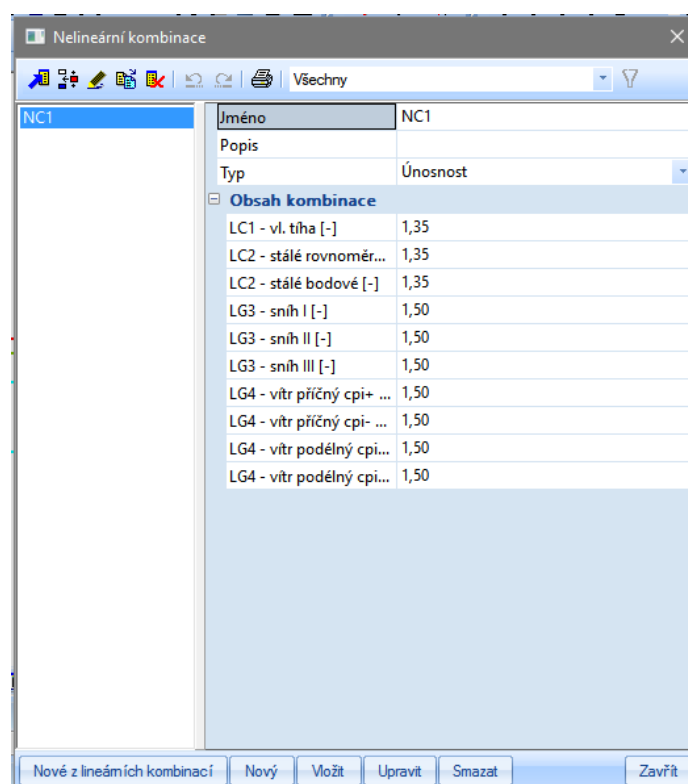 Nelineární kombinace
Všechny
NC1
Jméno NC1
Popis
Typ Únosnost
Obsah kombinace
LC1 - vl. tíha [-] 1,35
LC2 - stálé rovnoměr... 1,35
LC2 - stálé bodové [-] 1,35
LG3 - sníh I [-] 1,50
LG3 - sníh II [-] 1,50
LG3 - sníh III [-] 1,50
LG4 - vítr příčný cpi+ ... 1,50
LG4 - vítr příčný cpi- ... 1,50
LG4 - vítr podélný cpi... 1,50
LG4 - vítr podélný cpi... 1,50
Nové z lineárních kombinací Nový Vložit Upravit Smazat Zavřít